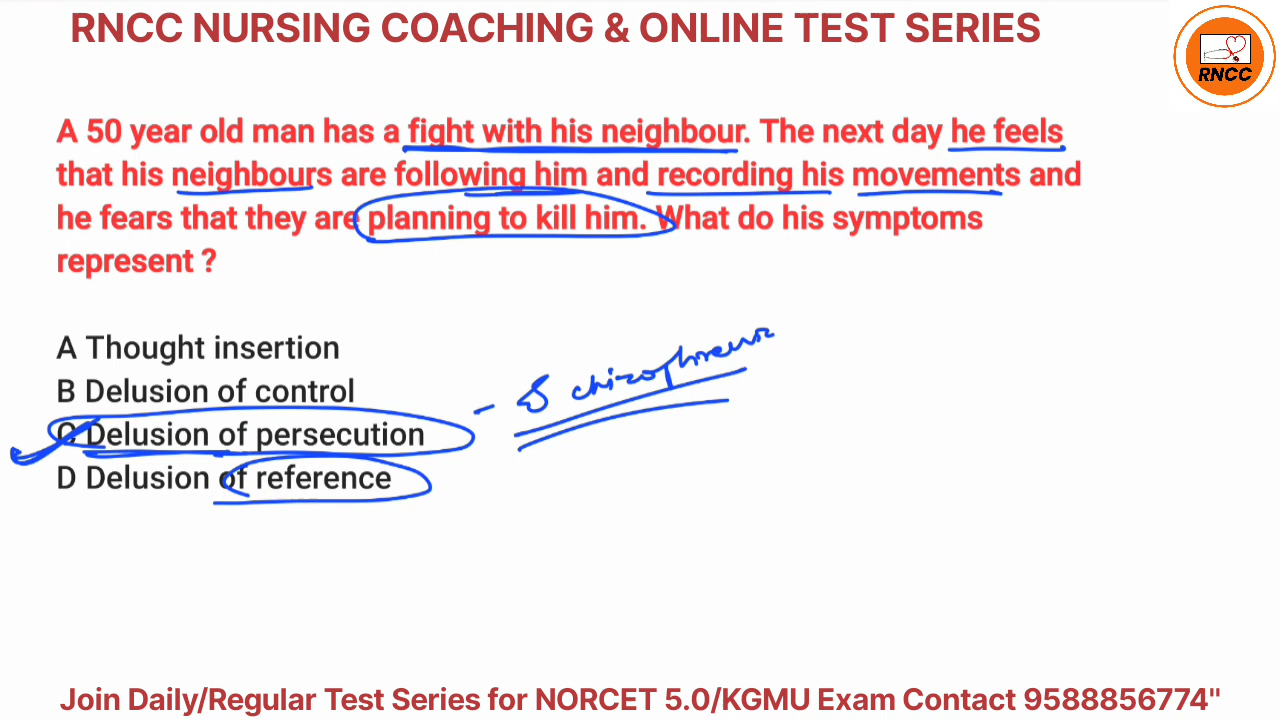 RNCC NURSING COACHING & ONLINE TEST SERIES
RNCC
A 50 year old man has a fight with his neighbour. The next day he feels
that his neighbours are following him and recording his movements and
he fears that they are planning to kill him. What do his symptoms
represent ?
A Thought insertion
B Delusion of control
C Delusion of persecution
- Schizophrenia
D Delusion of reference
Join Daily/Regular Test Series for NORCET 5.0/KGMU Exam Contact 9588856774"